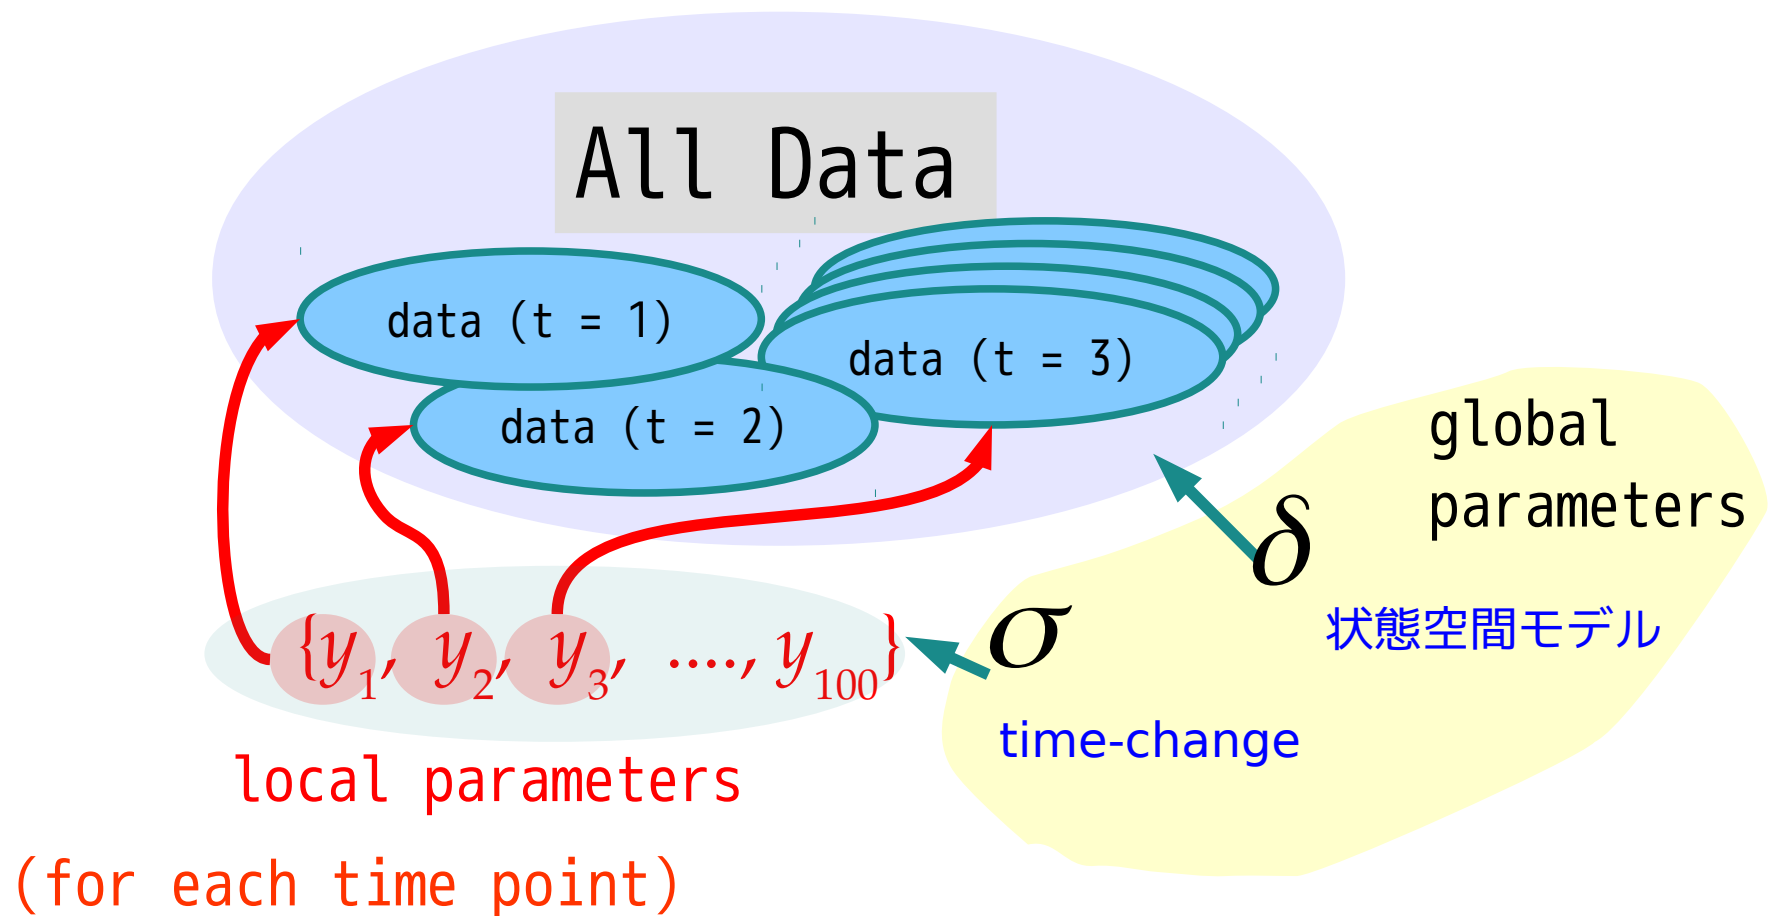 All Data
data (t = 1)
data (t = 2)
data (t = 3)
global
parameters
δ
状態空間モデル
σ
time-change
{y1, y2, y3, ...., y100}
local parameters
(for each time point)